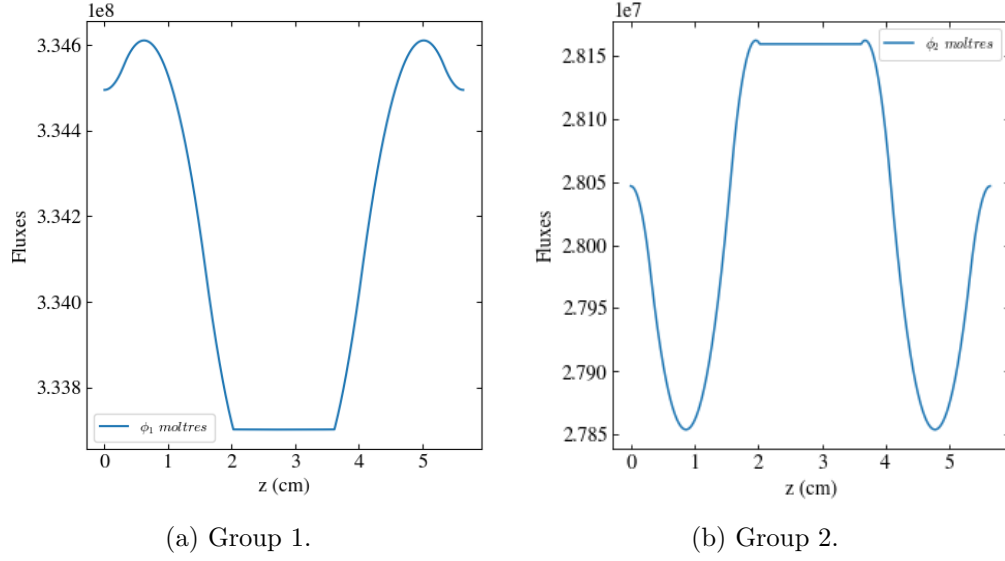 1e8
3.346
3.344
3.342
3.340
3.338
Fluxes
ϕ1 moltres
0 1 2 3 4 5
z (cm)
(a) Group 1.
1e7
2.815
2.810
2.805
2.800
2.795
2.790
2.785
Fluxes
ϕ2 moltres
0 1 2 3 4 5
z (cm)
(b) Group 2.